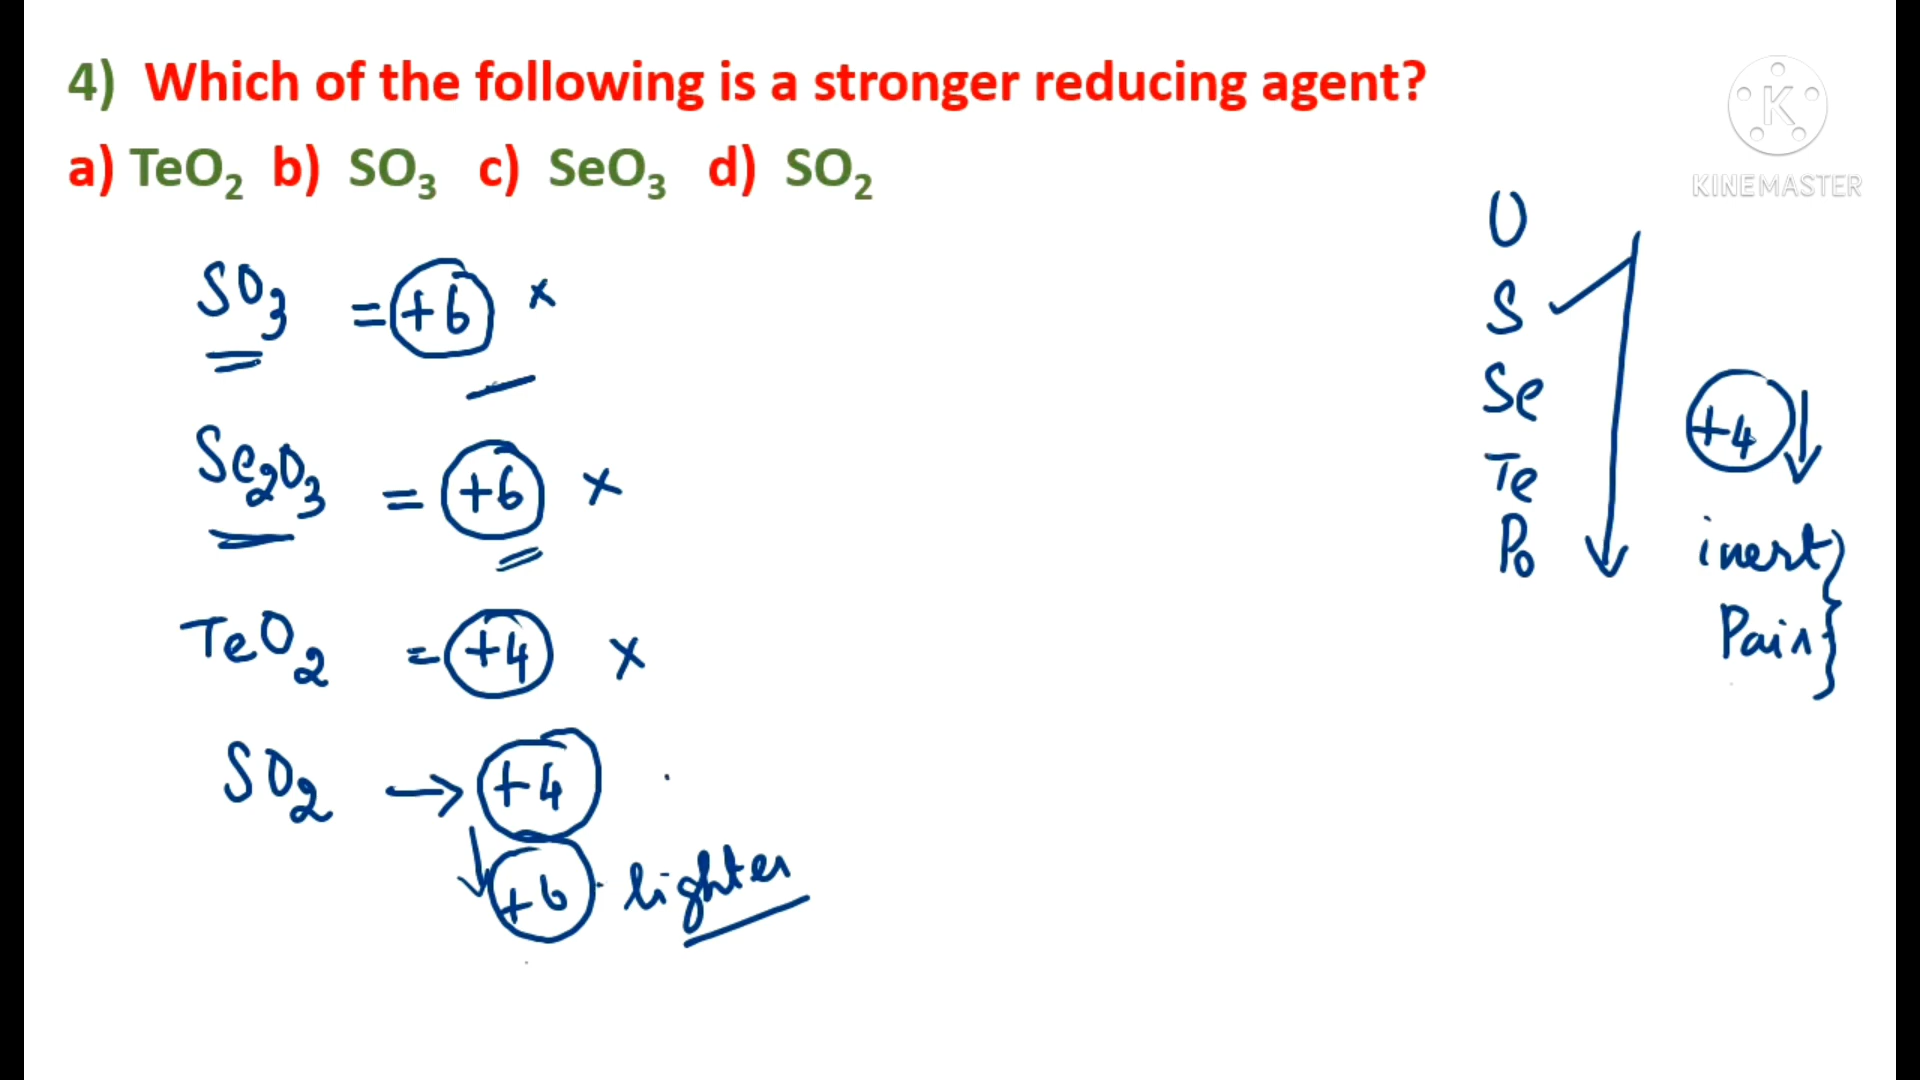 4) Which of the following is a stronger reducing agent?
a) TeO₂ b) SO₃ c) SeO₃ d) SO₂
K
KINEMASTER
SO₃ = +6 ×
Se₂O₃ = +6 ×
TeO₂ = +4 ×
SO₂ → +4
+6 lighter
O
S
Se
Te
Po
+4 ↓
inert
Pair